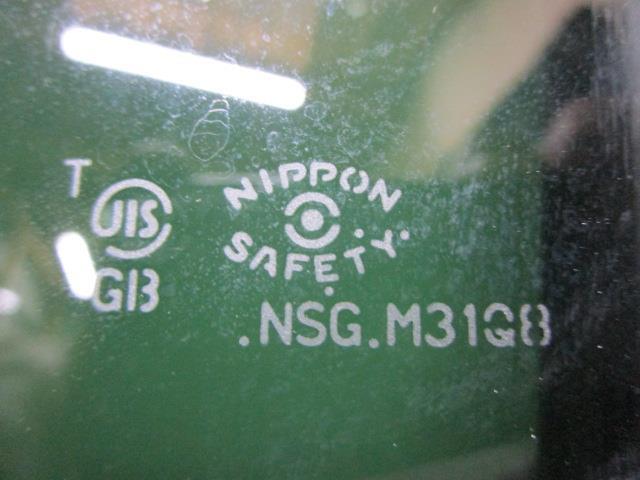 T
JIS
GB
NIPPON
SAFETY
.NSG.M31Q8